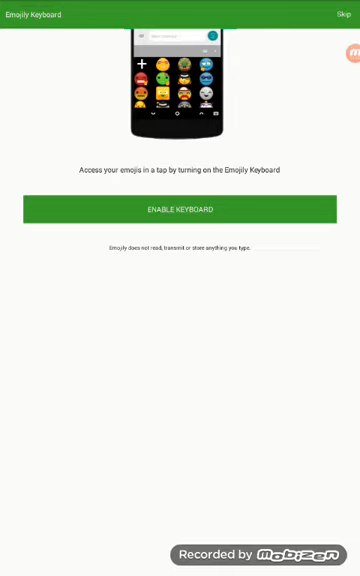 Emojily Keyboard
Skip
Access your emojis in a tap by turning on the Emojily Keyboard
ENABLE KEYBOARD
Emojily does not read, transmit or store anything you type.
Recorded by mobizen